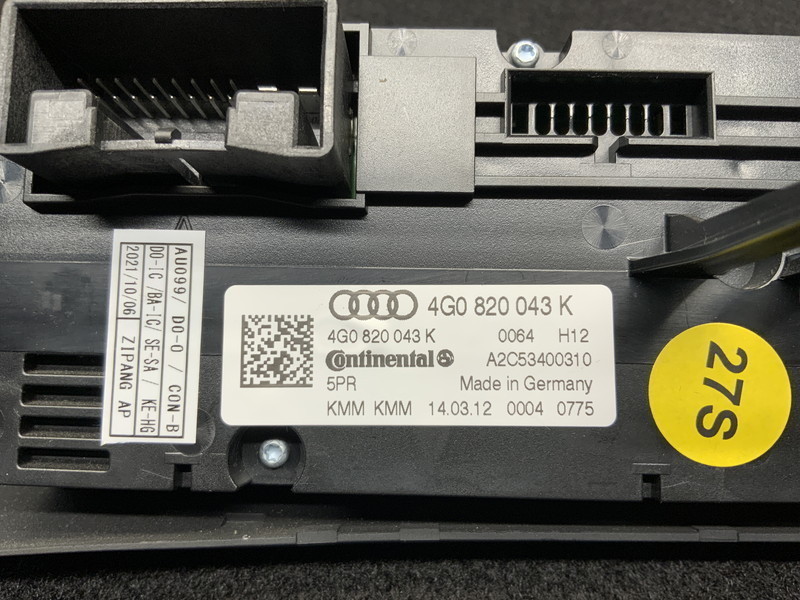 4G0 820 043 K
4G0 820 043 K 0064 H12
Continental A2C53400310
5PR Made in Germany
KMM KMM 14.03.12 0004 0775
AU099/ DO-O / CON-B
DO-IC /BA-IC/ SE-SA / KE-HG
2021/10/06 ZIPANG AP
27S